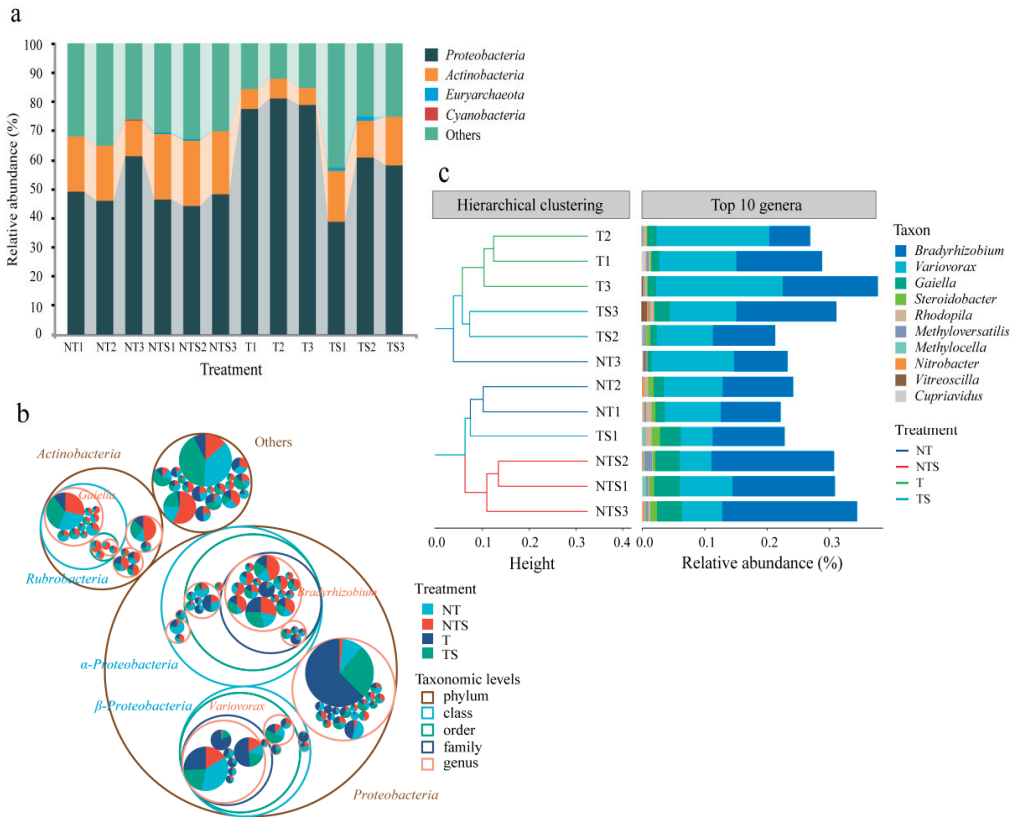 a
100
90
80
70
60
50
40
30
20
10
0
Relative abundance (%)
NT1 NT2 NT3 NTS1 NTS2 NTS3 T1 T2 T3 TS1 TS2 TS3
Treatment
Proteobacteria
Actinobacteria
Euryarchaeota
Cyanobacteria
Others
b
Actinobacteria
Others
Gaiella
Rubrobacteria
Bradyrhizobium
α-Proteobacteria
β-Proteobacteria
Variovorax
Proteobacteria
Treatment
NT
NTS
T
TS
Taxonomic levels
phylum
class
order
family
genus
c
Hierarchical clustering
Top 10 genera
T2
T1
T3
TS3
TS2
NT3
NT2
NT1
TS1
NTS2
NTS1
NTS3
0 0.1 0.2 0.3 0.4
Height
0.0 0.1 0.2 0.3
Relative abundance (%)
Taxon
Bradyrhizobium
Variovorax
Gaiella
Steroidobacter
Rhodopila
Methyloversatilis
Methylocella
Nitrobacter
Vitreoscilla
Cupriavidus
Treatment
NT
NTS
T
TS